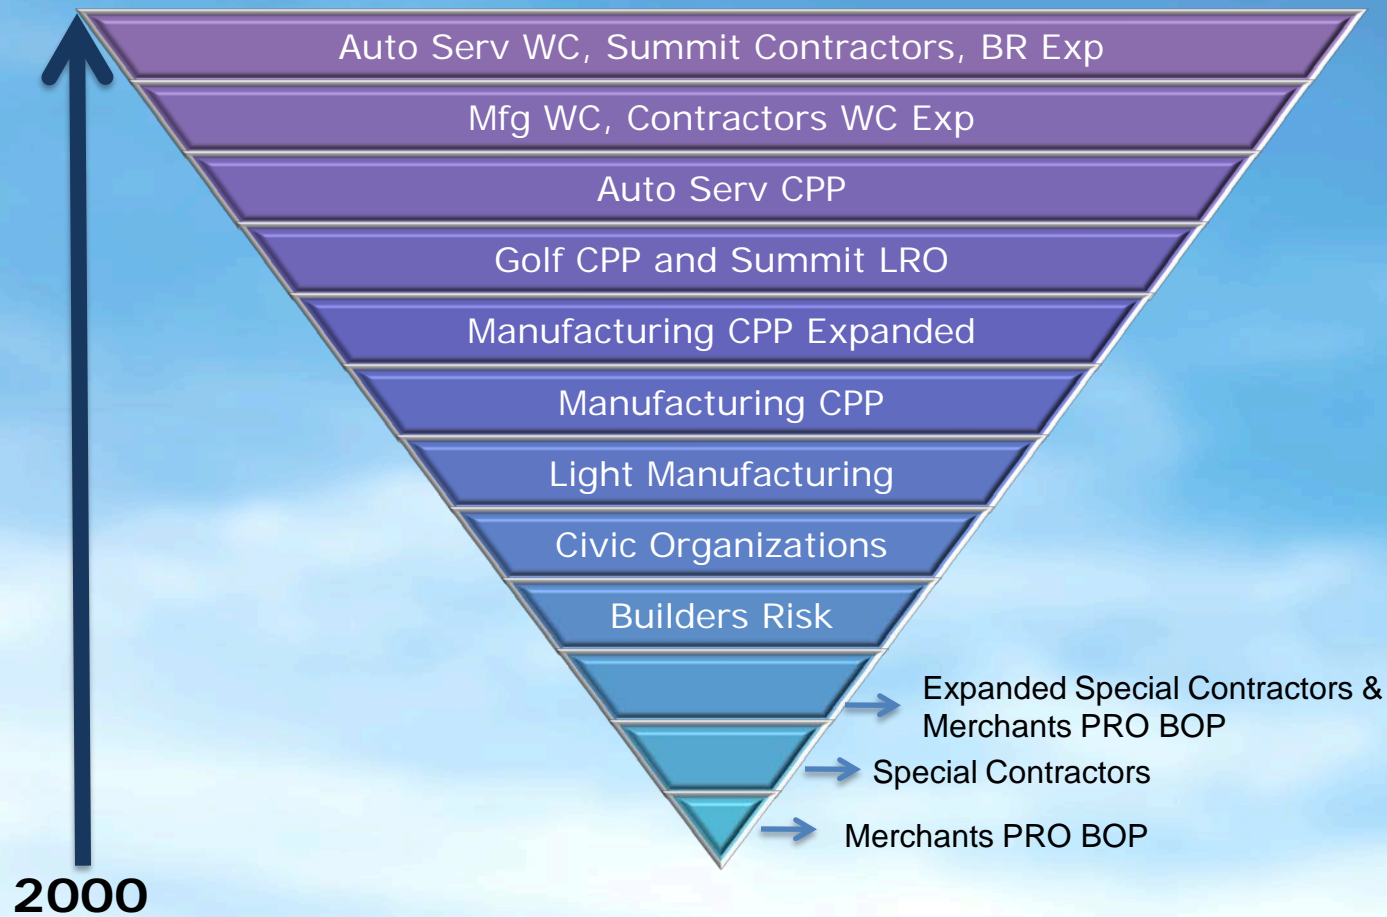 Auto Serv WC, Summit Contractors, BR Exp
Mfg WC, Contractors WC Exp
Auto Serv CPP
Golf CPP and Summit LRO
Manufacturing CPP Expanded
Manufacturing CPP
Light Manufacturing
Civic Organizations
Builders Risk
Expanded Special Contractors &
Merchants PRO BOP
Special Contractors
Merchants PRO BOP
2000